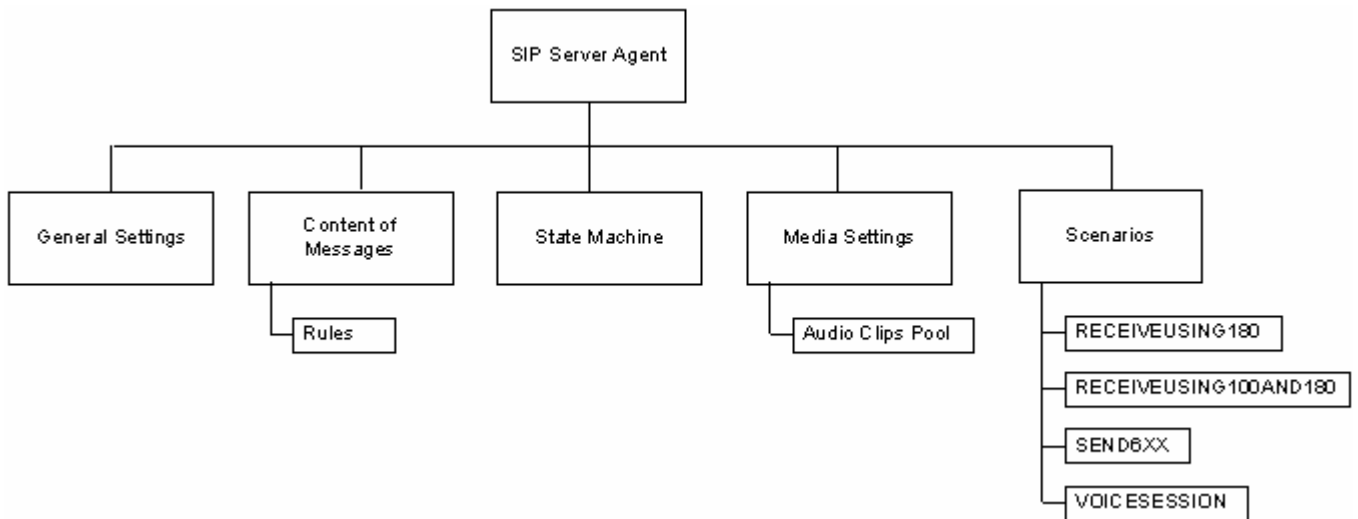 SIP Server Agent
General Settings
Content of
Messages
State Machine
Media Settings
Scenarios
Rules
Audio Clips Pool
RECEIVEUSING180
RECEIVEUSING100AND180
SEND6XX
VOICESESSION